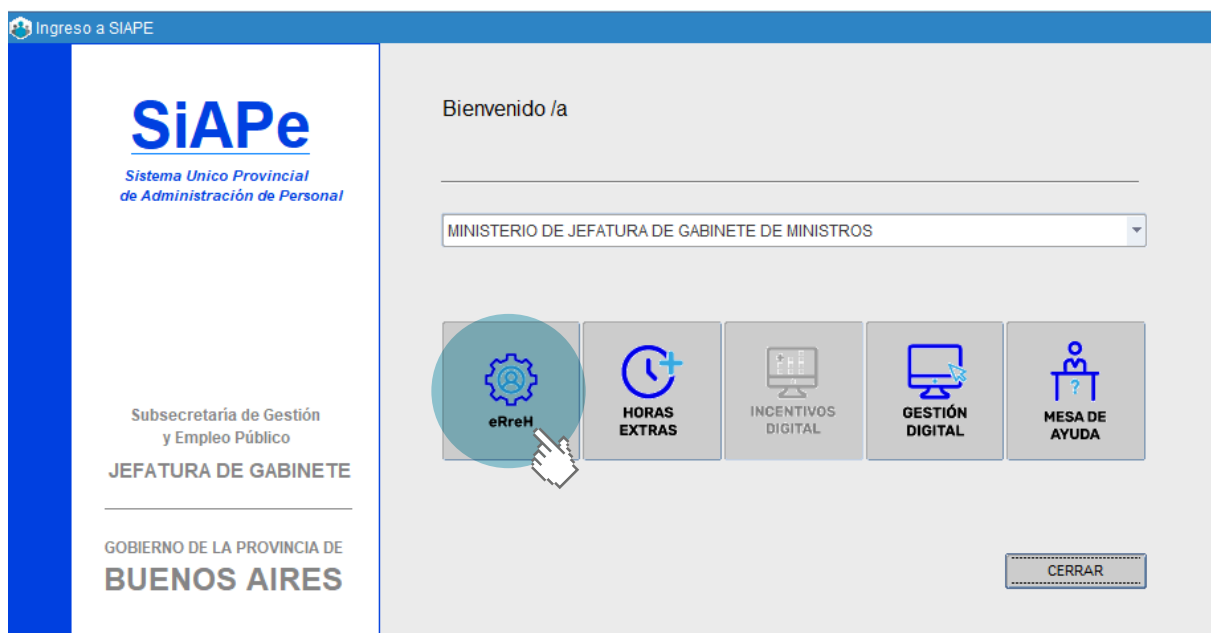 Ingreso a SIAPE
SiAPe
Sistema Unico Provincial
de Administración de Personal
Subsecretaría de Gestión
y Empleo Público
JEFATURA DE GABINETE
GOBIERNO DE LA PROVINCIA DE
BUENOS AIRES
Bienvenido /a
MINISTERIO DE JEFATURA DE GABINETE DE MINISTROS
eRreH
HORAS
EXTRAS
INCENTIVOS
DIGITAL
GESTIÓN
DIGITAL
?
MESA DE
AYUDA
CERRAR